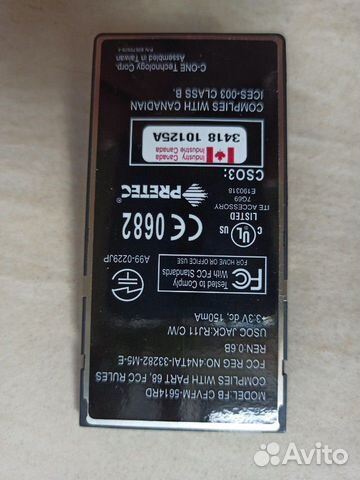 MODEL:FB CFVFM-5614RD
COMPLIES WITH PART 68, FCC RULES
FCC REG NO:4N4TAI-33282-M5-E
REN:0.6B
USOC JACK:RJ11 C/W
3.3V dc, 150mA
FC
Tested To Comply
With FCC Standards
FOR HOME OR OFFICE USE
A99-0229JP
CE 0682
C UL US
LISTED
ITE ACCESSORY
7G69
E190318
PRETEC
CS03:
Industry Canada
Industrie Canada
3418 10125A
COMPLIES WITH CANADIAN
ICES-003 CLASS B.
C-ONE Technology Corp.
Assembled in Taiwan
Avito